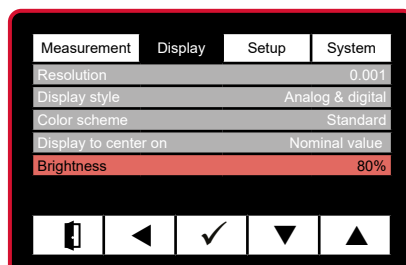 Measurement Display Setup System
Resolution 0.001
Display style Analog & digital
Color scheme Standard
Display to center on Nominal value
Brightness 80%